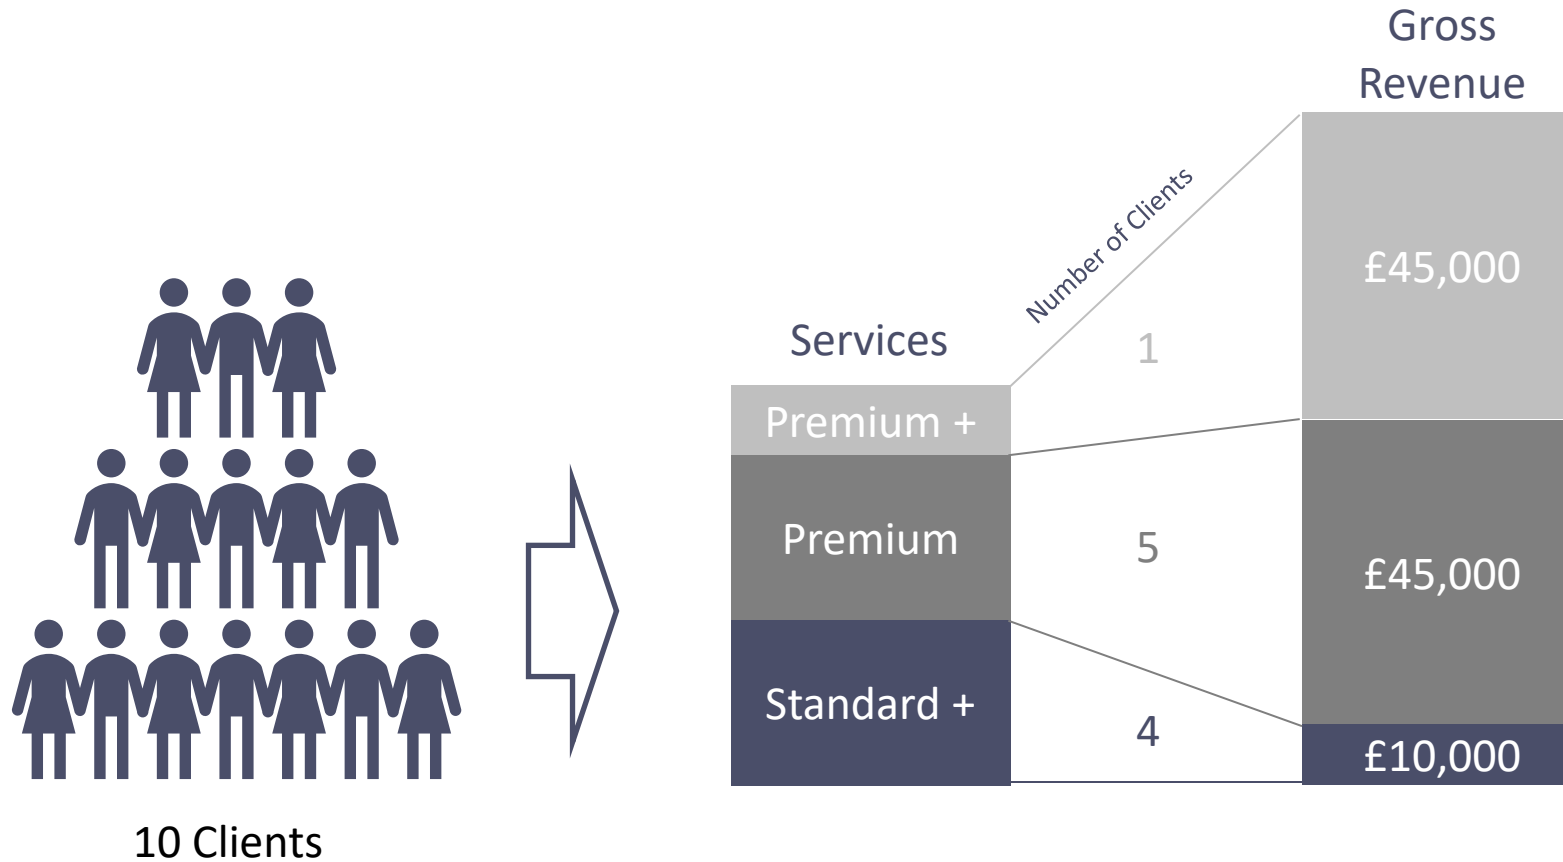 10 Clients
Services
Premium +
Premium
Standard +
Number of Clients
1
5
4
Gross
Revenue
£45,000
£45,000
£10,000